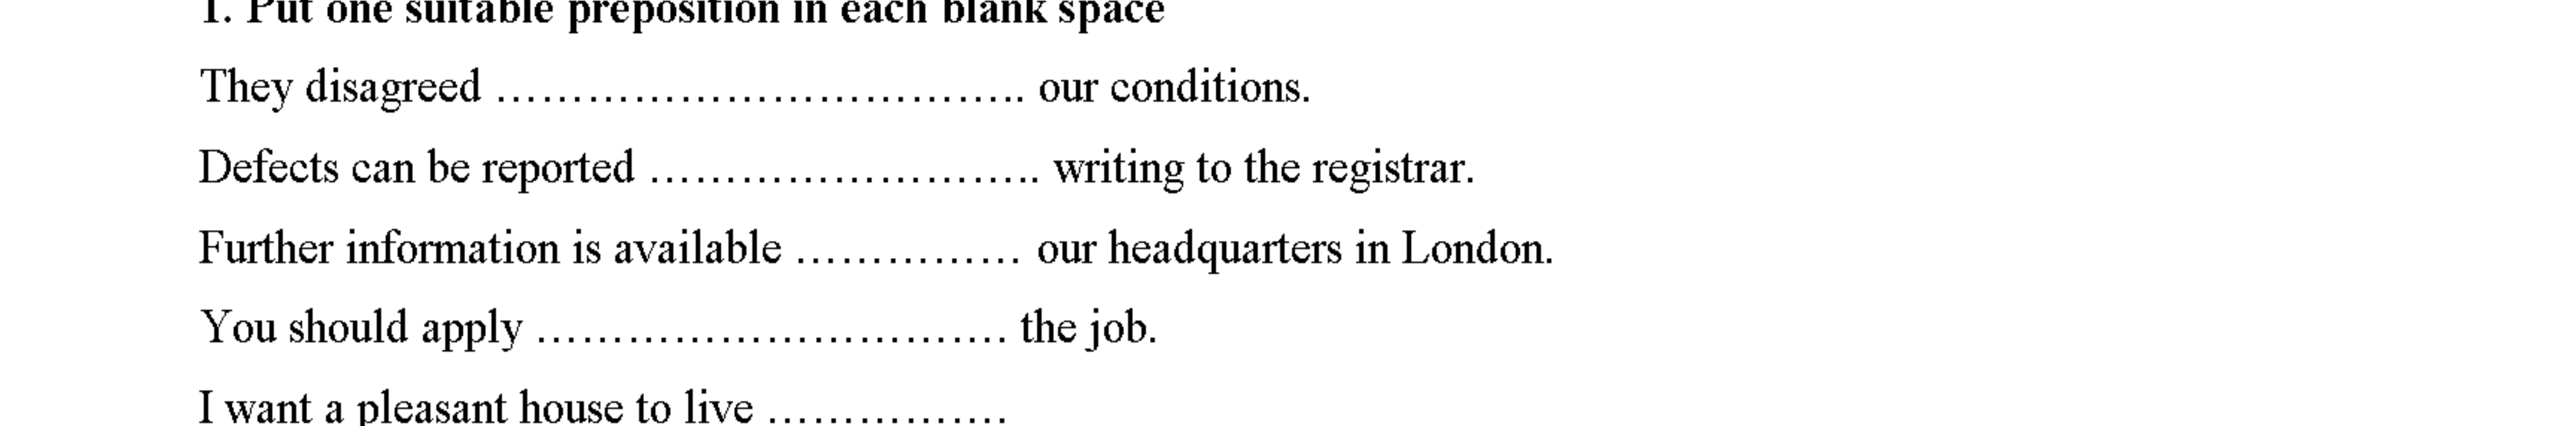 1. Put one suitable preposition in each blank space
They disagreed …………………………….. our conditions.
Defects can be reported …………………….. writing to the registrar.
Further information is available …………… our headquarters in London.
You should apply …………………………. the job.
I want a pleasant house to live …………….